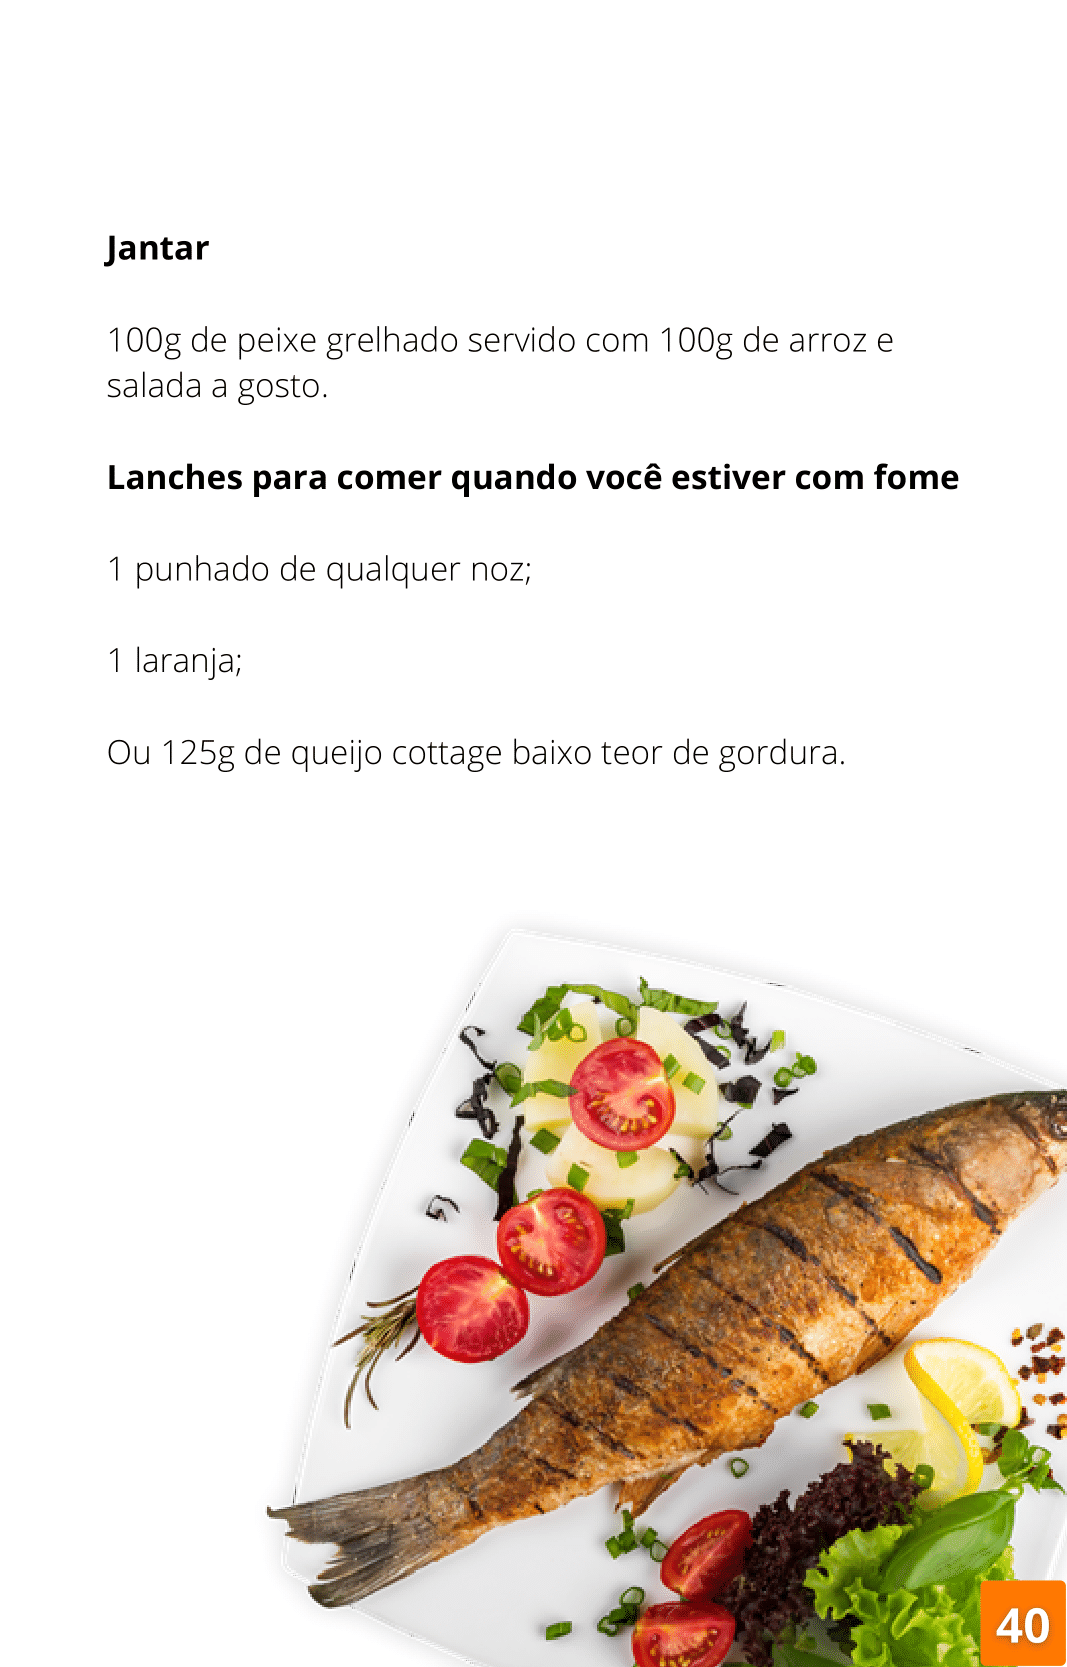 Jantar
100g de peixe grelhado servido com 100g de arroz e
salada a gosto.
Lanches para comer quando você estiver com fome
1 punhado de qualquer noz;
1 laranja;
Ou 125g de queijo cottage baixo teor de gordura.
40